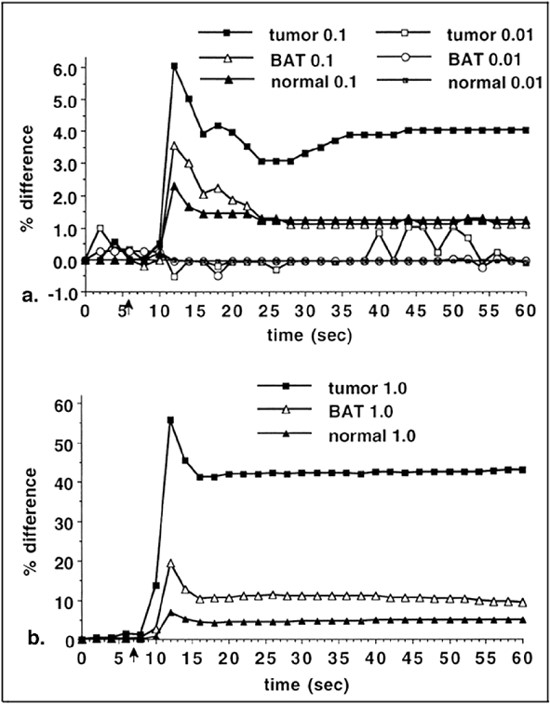 tumor 0.1 tumor 0.01
BAT 0.1 BAT 0.01
normal 0.1 normal 0.01
6.0
5.0
4.0
3.0
2.0
1.0
0.0
-1.0
% difference
a.
0 5 10 15 20 25 30 35 40 45 50 55 60
time (sec)
tumor 1.0
BAT 1.0
normal 1.0
60
50
40
30
20
10
0
% difference
b.
0 5 10 15 20 25 30 35 40 45 50 55 60
time (sec)